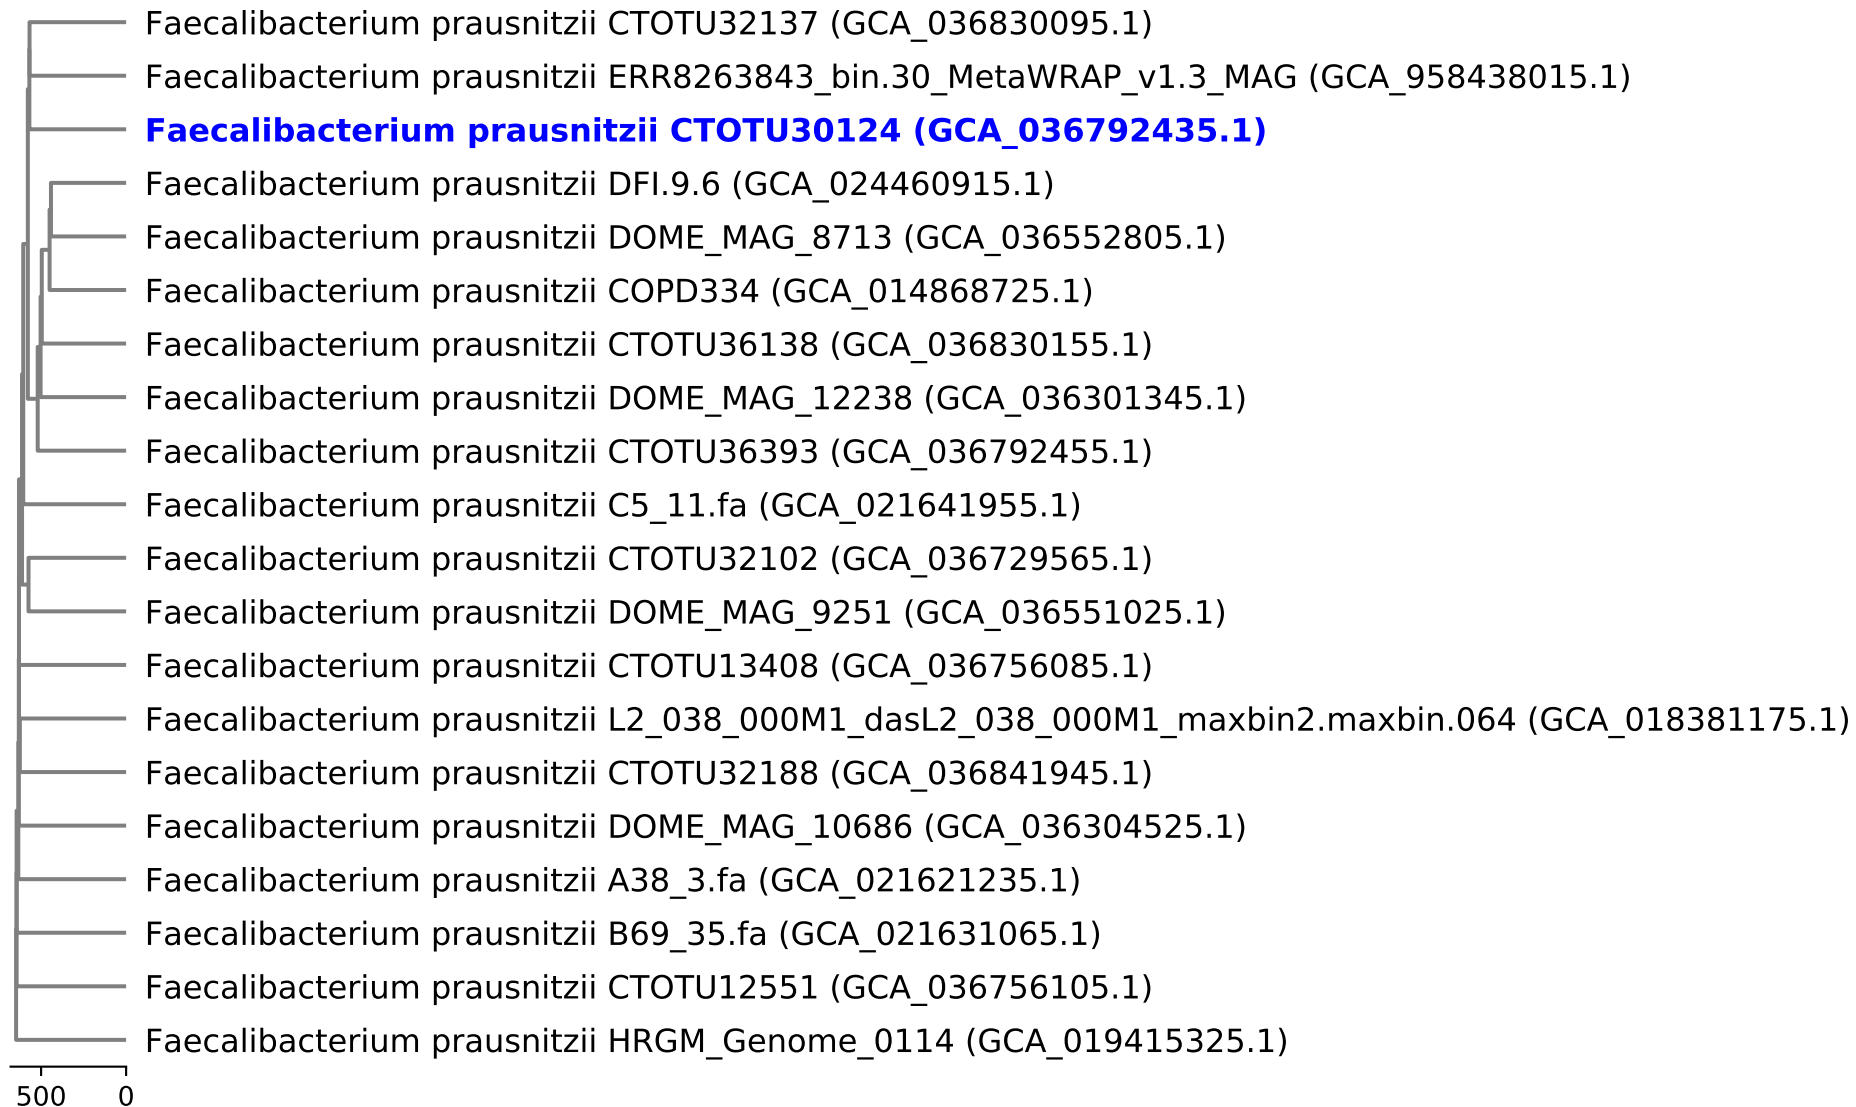 Faecalibacterium prausnitzii CTOTU32137 (GCA_036830095.1)
Faecalibacterium prausnitzii ERR8263843_bin.30_MetaWRAP_v1.3_MAG (GCA_958438015.1)
Faecalibacterium prausnitzii CTOTU30124 (GCA_036792435.1)
Faecalibacterium prausnitzii DFI.9.6 (GCA_024460915.1)
Faecalibacterium prausnitzii DOME_MAG_8713 (GCA_036552805.1)
Faecalibacterium prausnitzii COPD334 (GCA_014868725.1)
Faecalibacterium prausnitzii CTOTU36138 (GCA_036830155.1)
Faecalibacterium prausnitzii DOME_MAG_12238 (GCA_036301345.1)
Faecalibacterium prausnitzii CTOTU36393 (GCA_036792455.1)
Faecalibacterium prausnitzii C5_11.fa (GCA_021641955.1)
Faecalibacterium prausnitzii CTOTU32102 (GCA_036729565.1)
Faecalibacterium prausnitzii DOME_MAG_9251 (GCA_036551025.1)
Faecalibacterium prausnitzii CTOTU13408 (GCA_036756085.1)
Faecalibacterium prausnitzii L2_038_000M1_dasL2_038_000M1_maxbin2.maxbin.064 (GCA_018381175.1)
Faecalibacterium prausnitzii CTOTU32188 (GCA_036841945.1)
Faecalibacterium prausnitzii DOME_MAG_10686 (GCA_036304525.1)
Faecalibacterium prausnitzii A38_3.fa (GCA_021621235.1)
Faecalibacterium prausnitzii B69_35.fa (GCA_021631065.1)
Faecalibacterium prausnitzii CTOTU12551 (GCA_036756105.1)
Faecalibacterium prausnitzii HRGM_Genome_0114 (GCA_019415325.1)
500 0